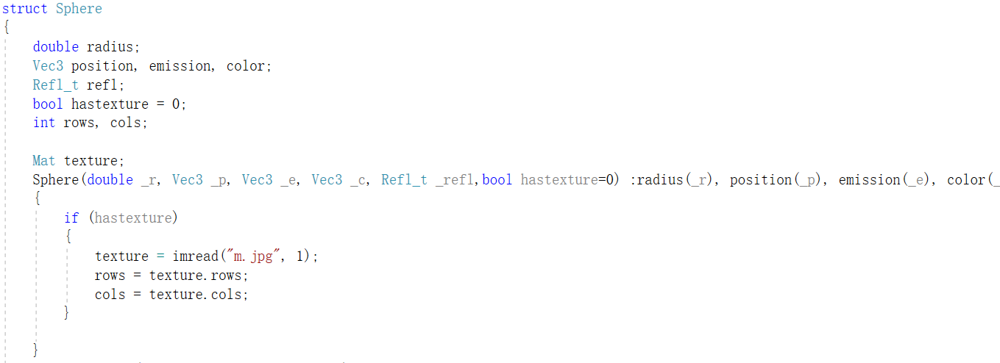 struct Sphere
{
double radius;
Vec3 position, emission, color;
Refl_t refl;
bool hastexture = 0;
int rows, cols;
Mat texture;
Sphere(double _r, Vec3 _p, Vec3 _e, Vec3 _c, Refl_t _refl,bool hastexture=0) :radius(_r), position(_p), emission(_e), color(_
{
if (hastexture)
{
texture = imread("m.jpg", 1);
rows = texture.rows;
cols = texture.cols;
}
}